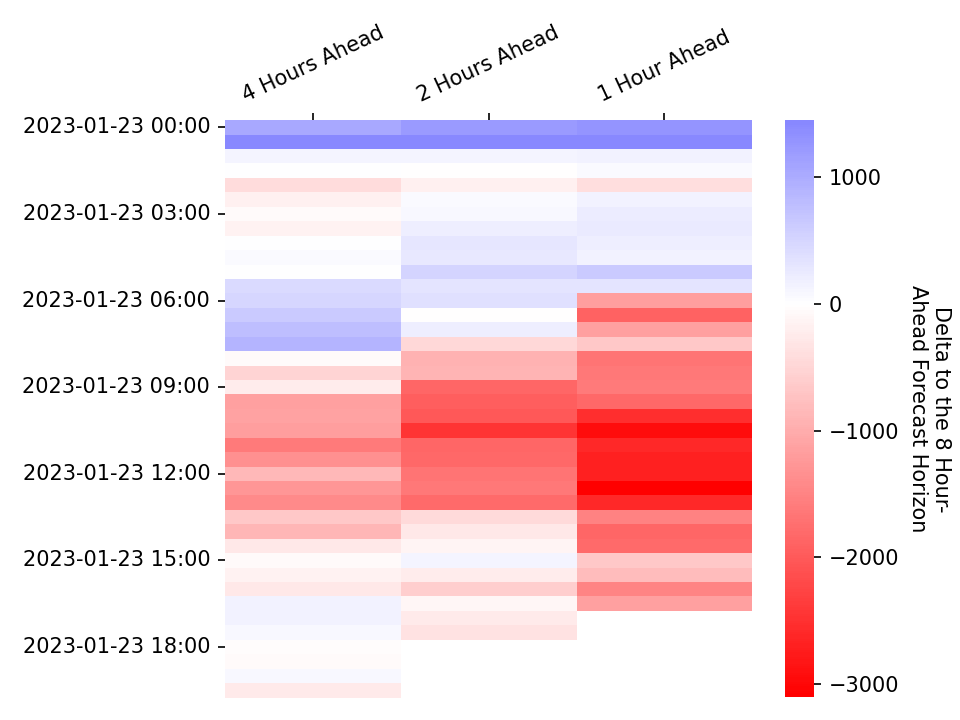 4 Hours Ahead
2 Hours Ahead
1 Hour Ahead
2023-01-23 00:00
2023-01-23 03:00
2023-01-23 06:00
2023-01-23 09:00
2023-01-23 12:00
2023-01-23 15:00
2023-01-23 18:00
1000
0
−1000
−2000
−3000
Delta to the 8 Hour-
Ahead Forecast Horizon